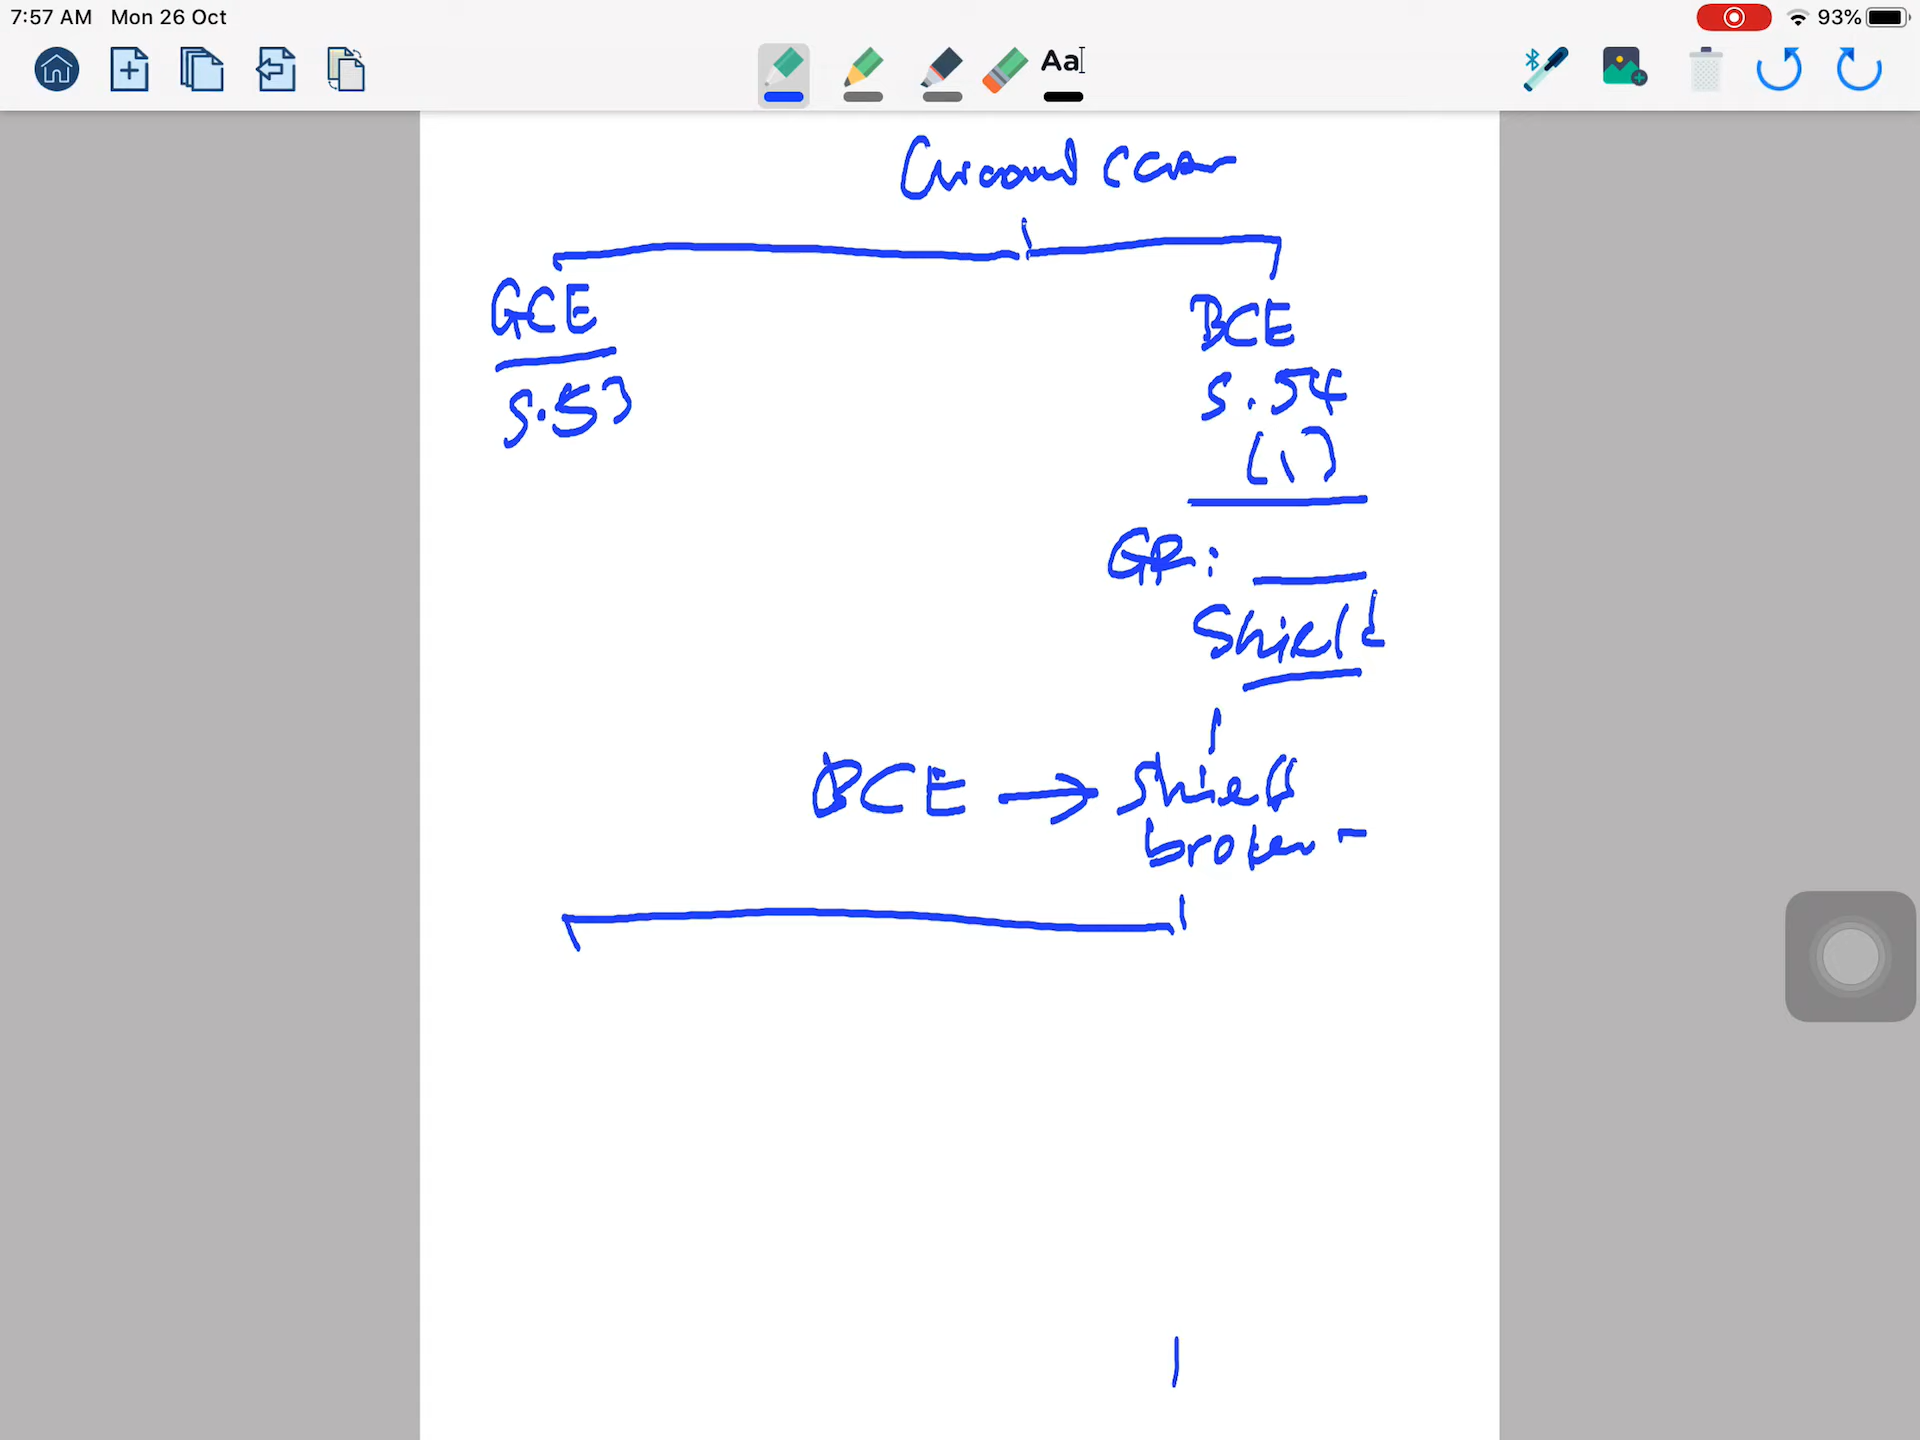 7:57 AM Mon 26 Oct
93%
Aa
GCE
S.53
BCE
S.54
(1)
GR:
Shield
BCE → Shield
broken -